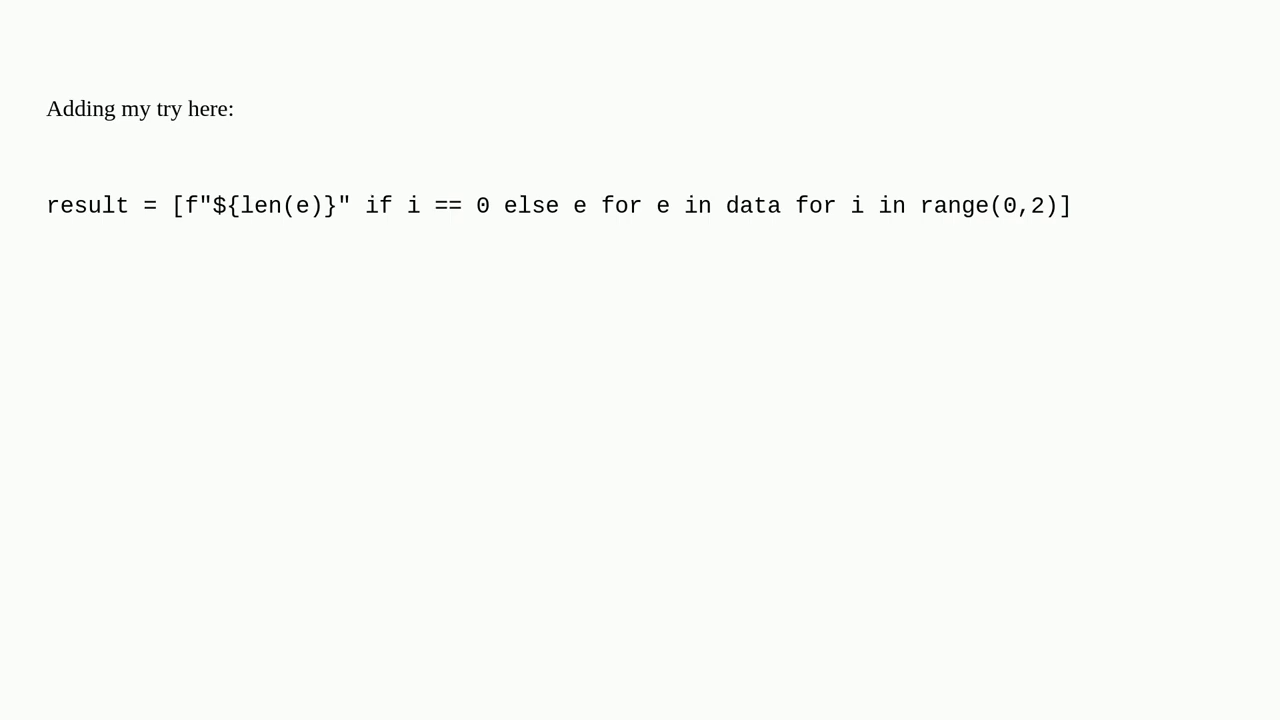 Adding my try here:
result = [f"${len(e)}" if i == 0 else e for e in data for i in range(0,2)]